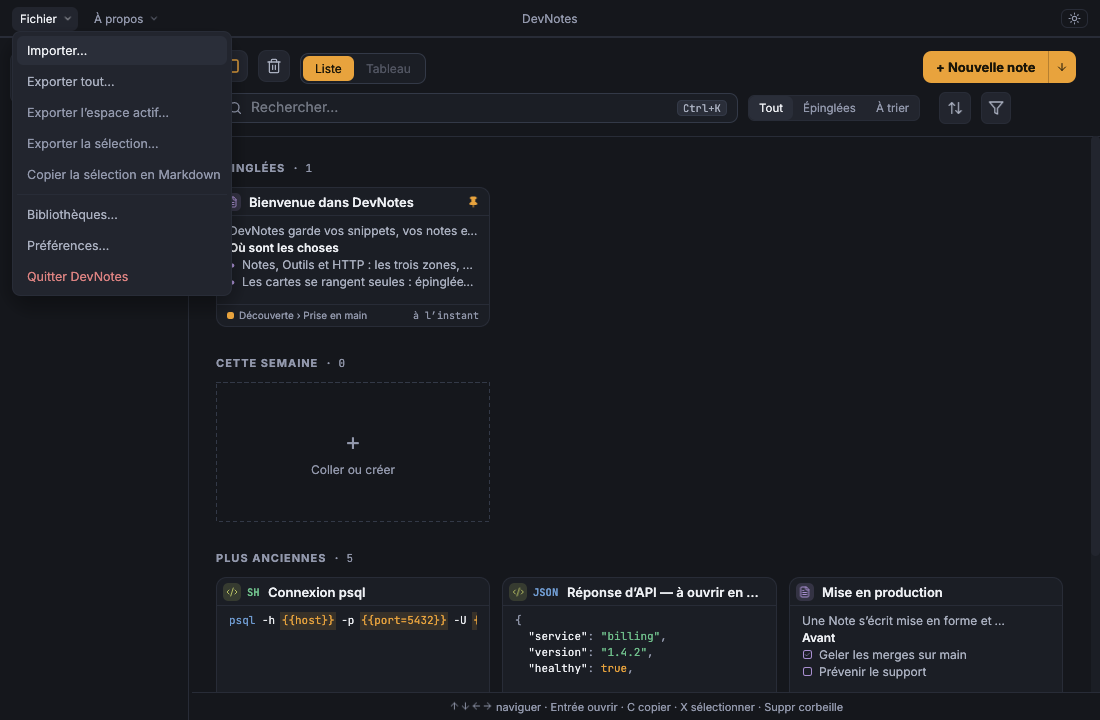 Fichier
À propos
DevNotes
Importer...
Exporter tout...
Exporter l’espace actif...
Exporter la sélection...
Copier la sélection en Markdown
Bibliothèques...
Préférences...
Quitter DevNotes
Liste
Tableau
+ Nouvelle note
Rechercher...
Ctrl+K
Tout
Épinglées
À trier
INGLÉES · 1
Bienvenue dans DevNotes
DevNotes garde vos snippets, vos notes e...
Où sont les choses
• Notes, Outils et HTTP : les trois zones, ...
• Les cartes se rangent seules : épinglée...
Découverte › Prise en main
à l’instant
CETTE SEMAINE · 0
+
Coller ou créer
PLUS ANCIENNES · 5
SH Connexion psql
psql -h {{host}} -p {{port=5432}} -U {
JSON Réponse d’API — à ouvrir en ...
{
"service": "billing",
"version": "1.4.2",
"healthy": true,
Mise en production
Une Note s’écrit mise en forme et ...
Avant
Geler les merges sur main
Prévenir le support
↑↓←→ naviguer · Entrée ouvrir · C copier · X sélectionner · Suppr corbeille